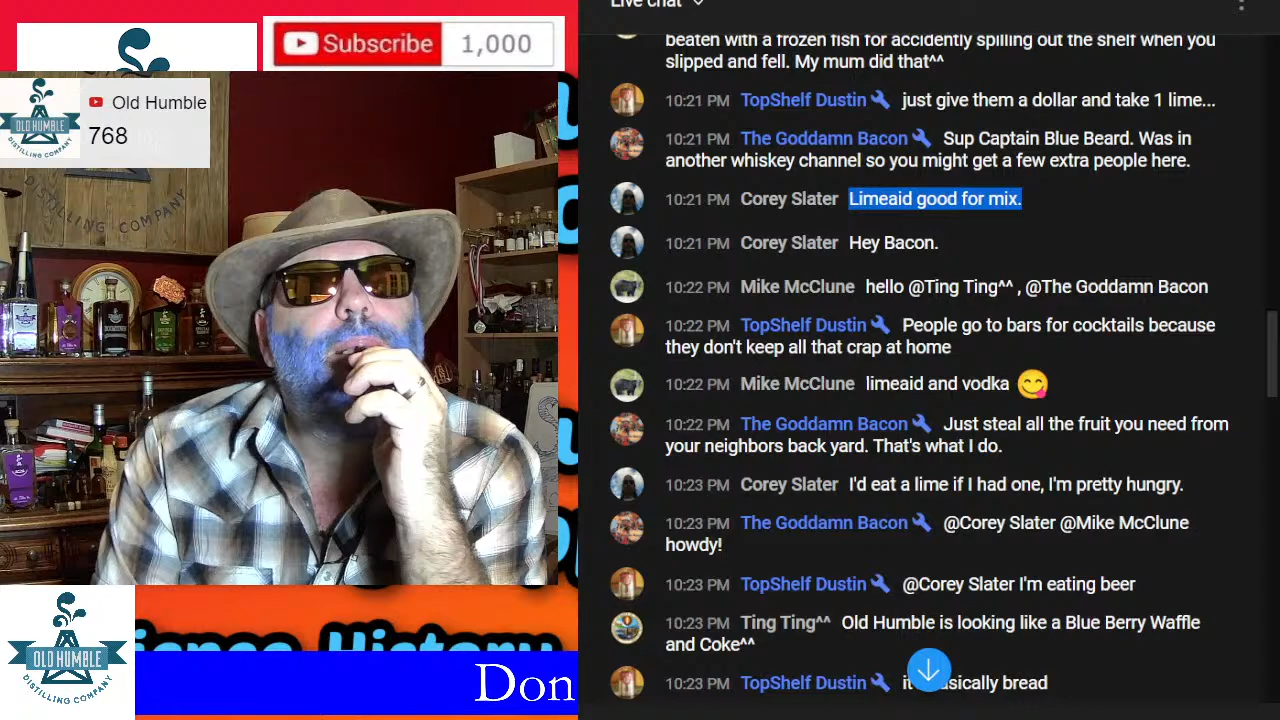 Subscribe 1,000
Old Humble
768
OLD HUMBLE
DISTILLING COMPANY
DISTILLING COMPANY
OLD HUMBLE
DISTILLING COMPANY
Don
Live chat
beaten with a frozen fish for accidently spilling out the shelf when you
slipped and fell. My mum did that^^
10:21 PM TopShelf Dustin just give them a dollar and take 1 lime...
10:21 PM The Goddamn Bacon Sup Captain Blue Beard. Was in
another whiskey channel so you might get a few extra people here.
10:21 PM Corey Slater Limeaid good for mix.
10:21 PM Corey Slater Hey Bacon.
10:22 PM Mike McClune hello @Ting Ting^^ , @The Goddamn Bacon
10:22 PM TopShelf Dustin People go to bars for cocktails because
they don't keep all that crap at home
10:22 PM Mike McClune limeaid and vodka 😋
10:22 PM The Goddamn Bacon Just steal all the fruit you need from
your neighbors back yard. That's what I do.
10:23 PM Corey Slater I'd eat a lime if I had one, I'm pretty hungry.
10:23 PM The Goddamn Bacon @Corey Slater @Mike McClune
howdy!
10:23 PM TopShelf Dustin @Corey Slater I'm eating beer
10:23 PM Ting Ting^^ Old Humble is looking like a Blue Berry Waffle
and Coke^^
10:23 PM TopShelf Dustin bread